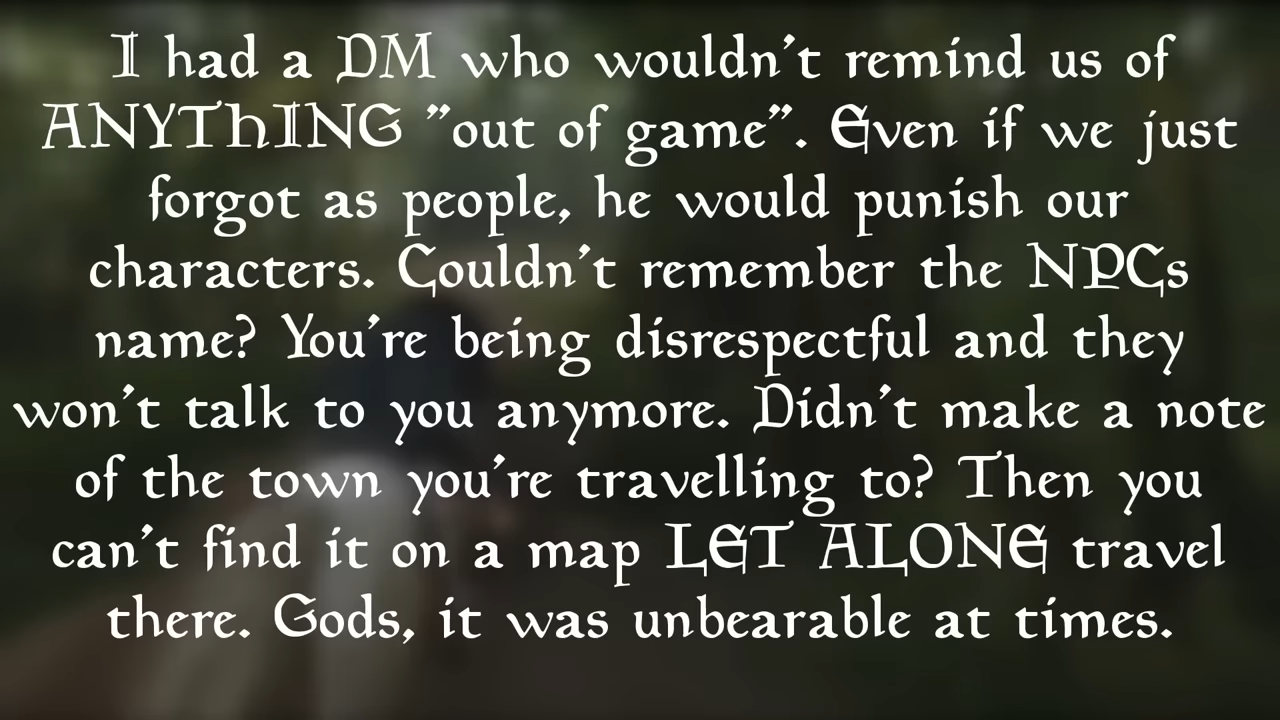 I had a DM who wouldn't remind us of
ANYThING "out of game". Even if we just
forgot as people, he would punish our
characters. Couldn't remember the NPCs
name? You're being disrespectful and they
won't talk to you anymore. Didn't make a note
of the town you're travelling to? Then you
can't find it on a map LET ALONE travel
there. Gods, it was unbearable at times.